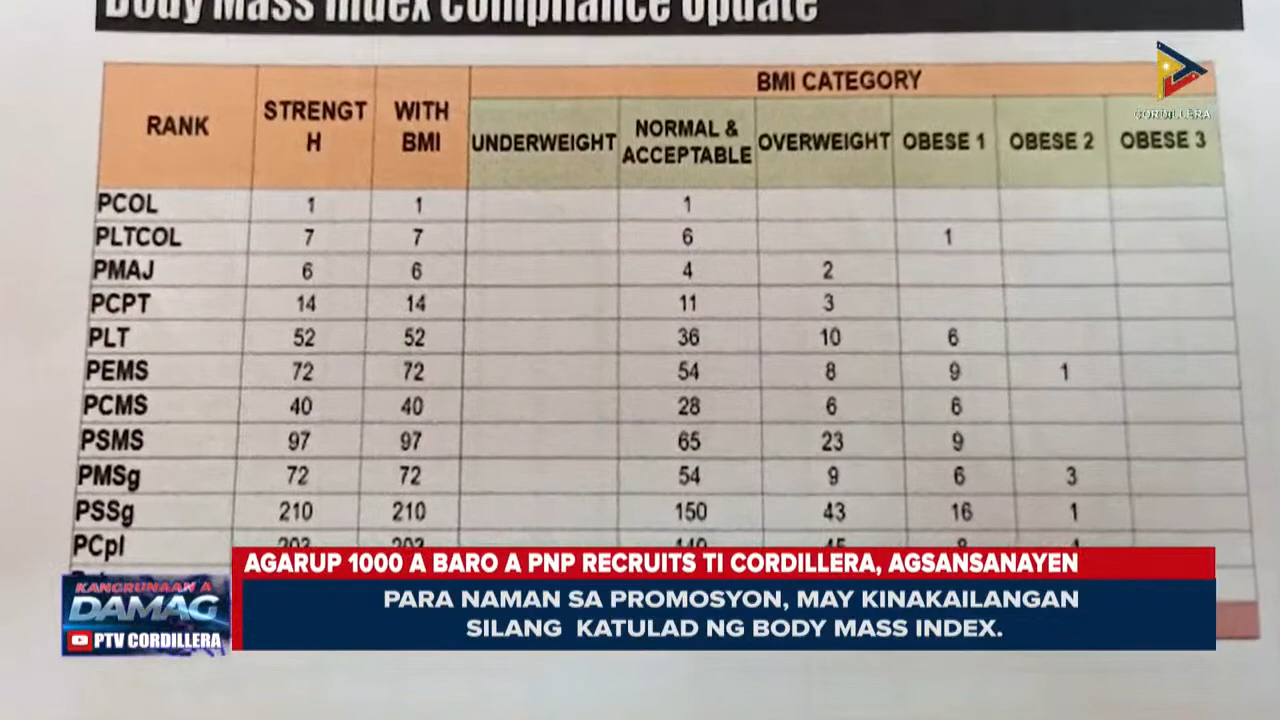 Body Mass Index Compliance Update
BMI CATEGORY
RANK STRENGT H WITH BMI UNDERWEIGHT NORMAL & ACCEPTABLE OVERWEIGHT OBESE 1 OBESE 2 OBESE 3
PCOL 1 1 1
PLTCOL 7 7 6 1
PMAJ 6 6 4 2
PCPT 14 14 11 3
PLT 52 52 36 10 6
PEMS 72 72 54 8 9 1
PCMS 40 40 28 6 6
PSMS 97 97 65 23 9
PMSg 72 72 54 9 6 3
PSSg 210 210 150 43 16 1
PCpl
CORDILLERA
AGARUP 1000 A BARO A PNP RECRUITS TI CORDILLERA, AGSANSANAYEN
KANGRUNAAN A
DAMAG
PTV CORDILLERA
PARA NAMAN SA PROMOSYON, MAY KINAKAILANGAN
SILANG KATULAD NG BODY MASS INDEX.